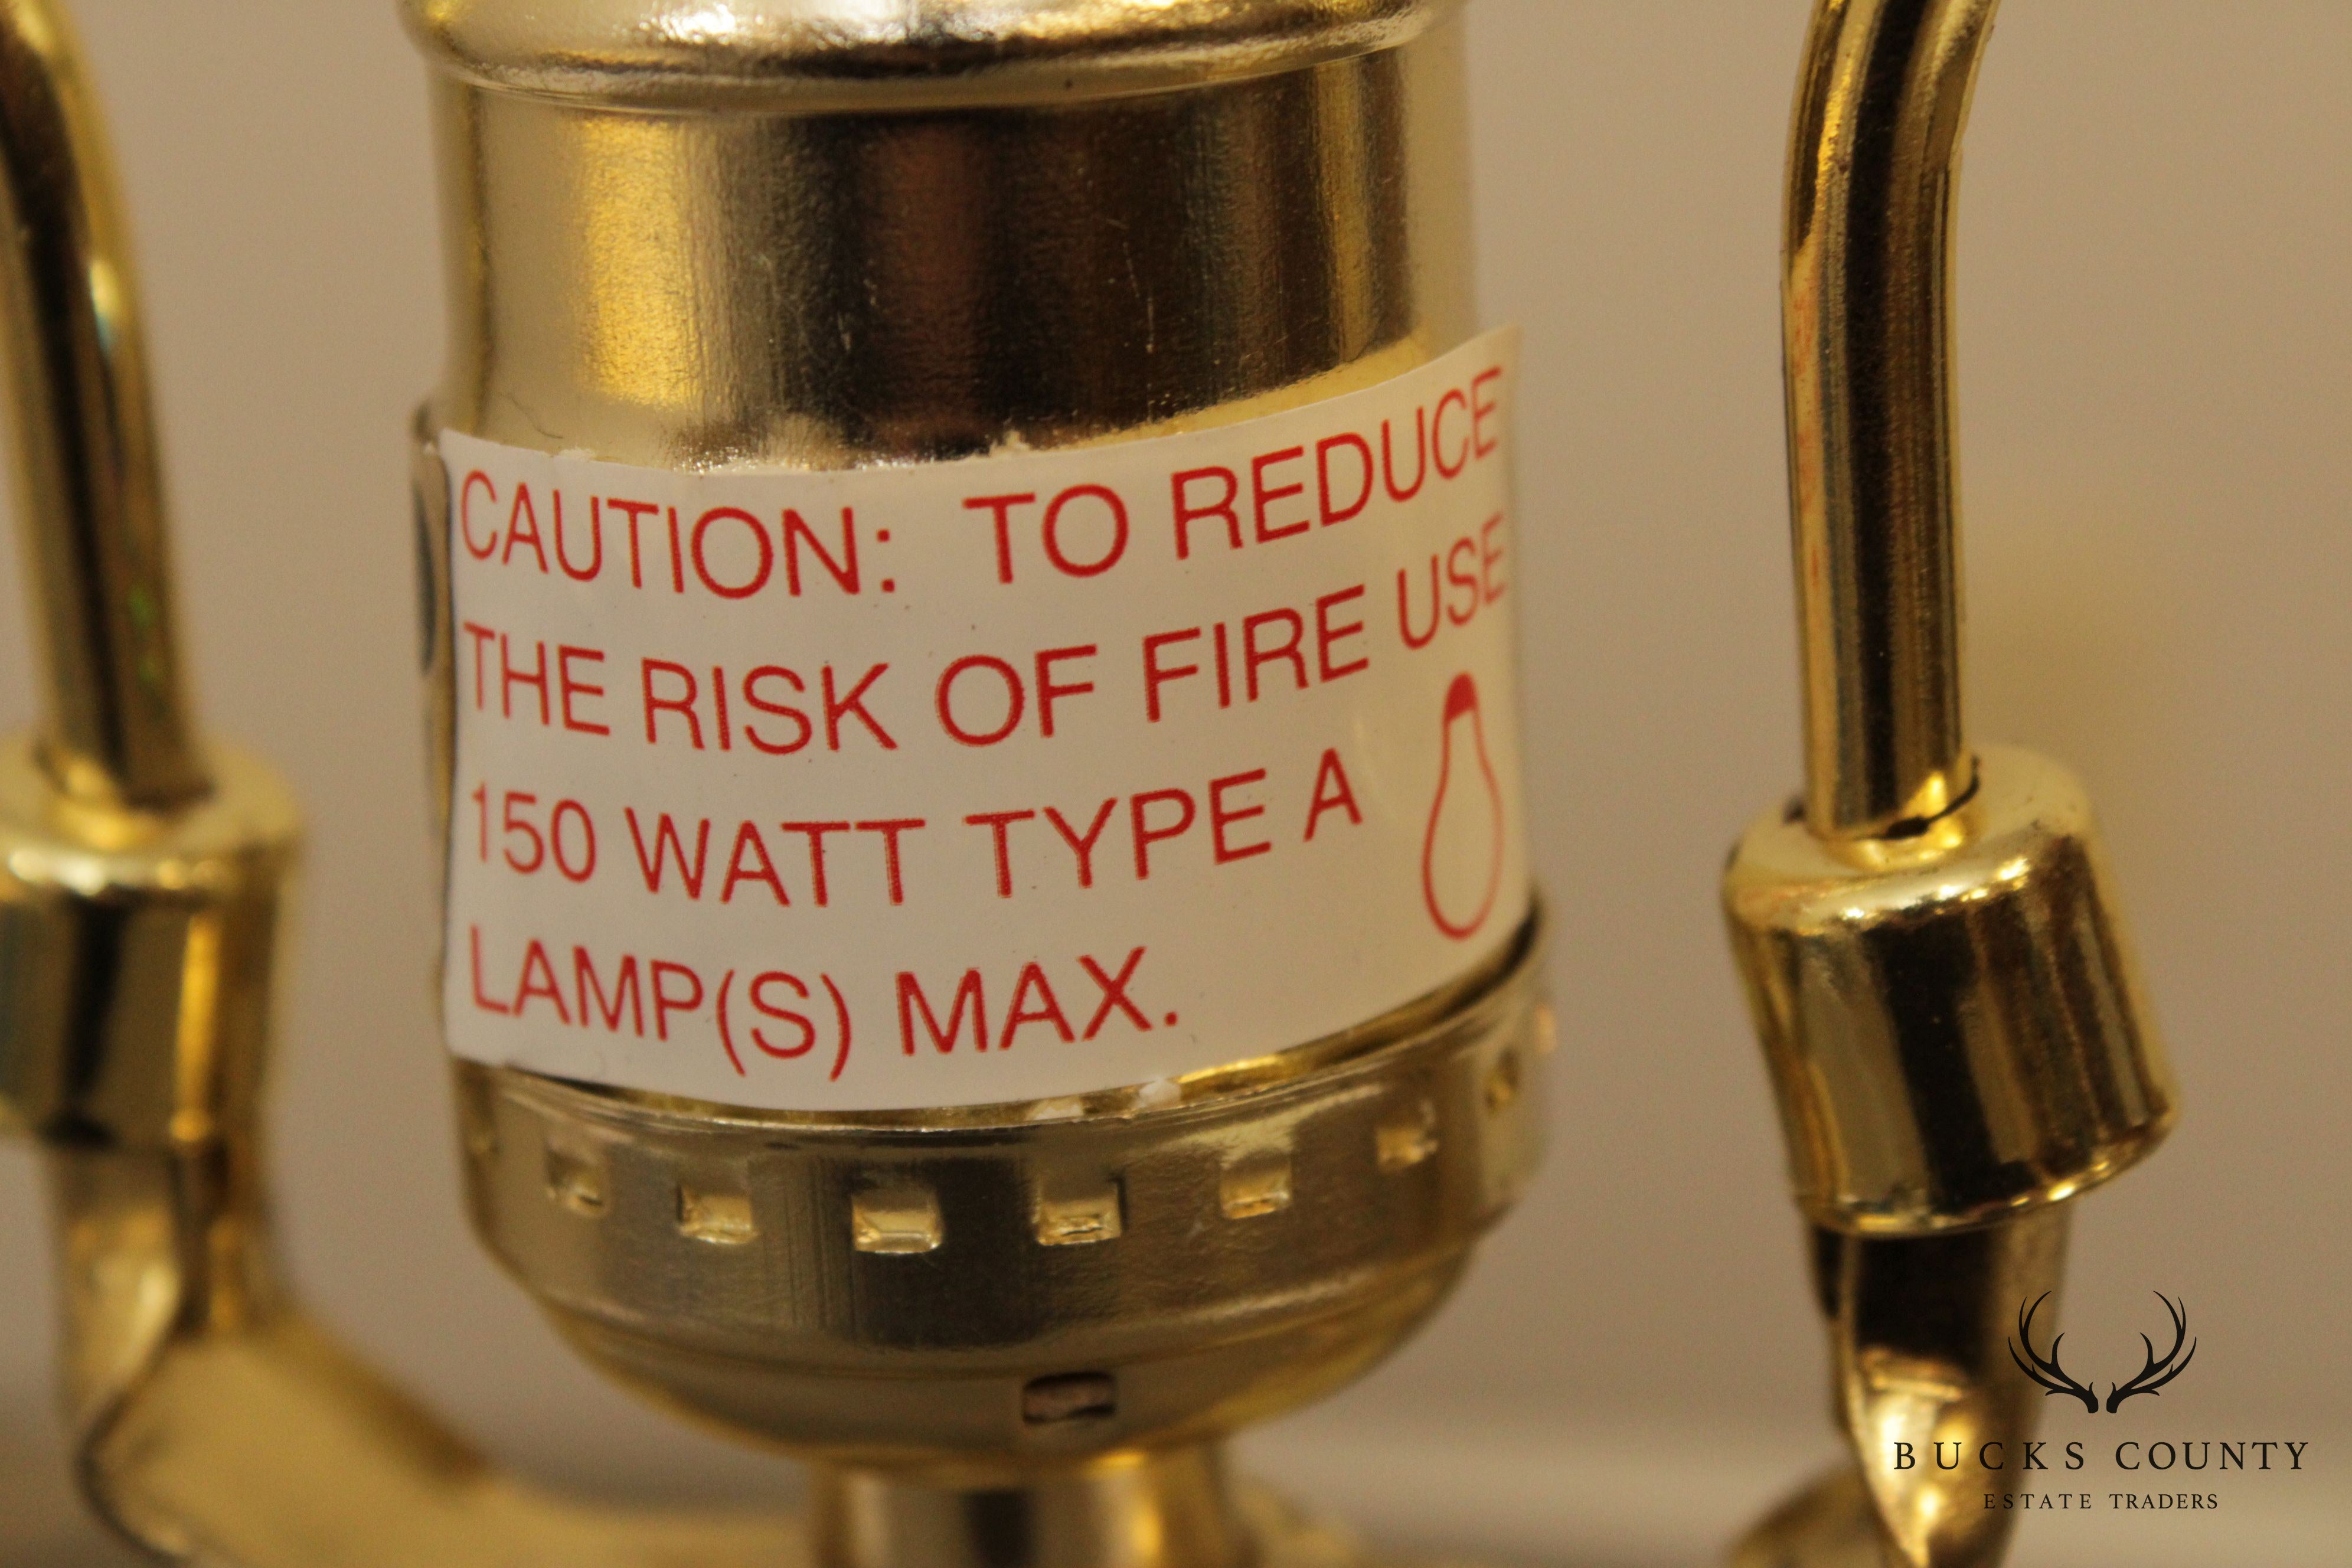 CAUTION: TO REDUCE
THE RISK OF FIRE USE
150 WATT TYPE A
LAMP(S) MAX.
BUCKS COUNTY
ESTATE TRADERS